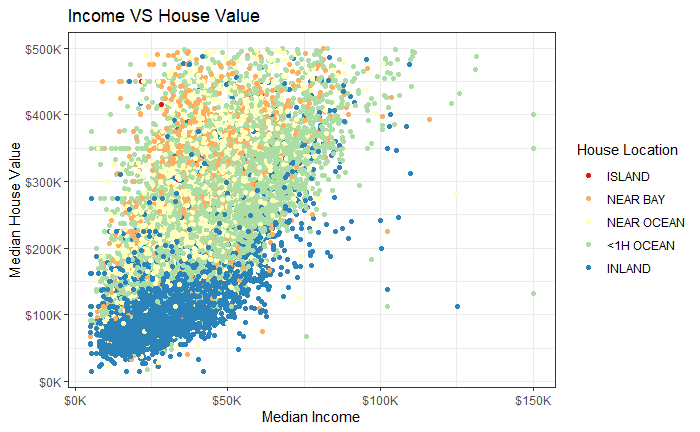 Income VS House Value
$500K
$400K
$300K
$200K
$100K
$0K
Median House Value
$0K
$50K
$100K
$150K
Median Income
House Location
ISLAND
NEAR BAY
NEAR OCEAN
<1H OCEAN
INLAND